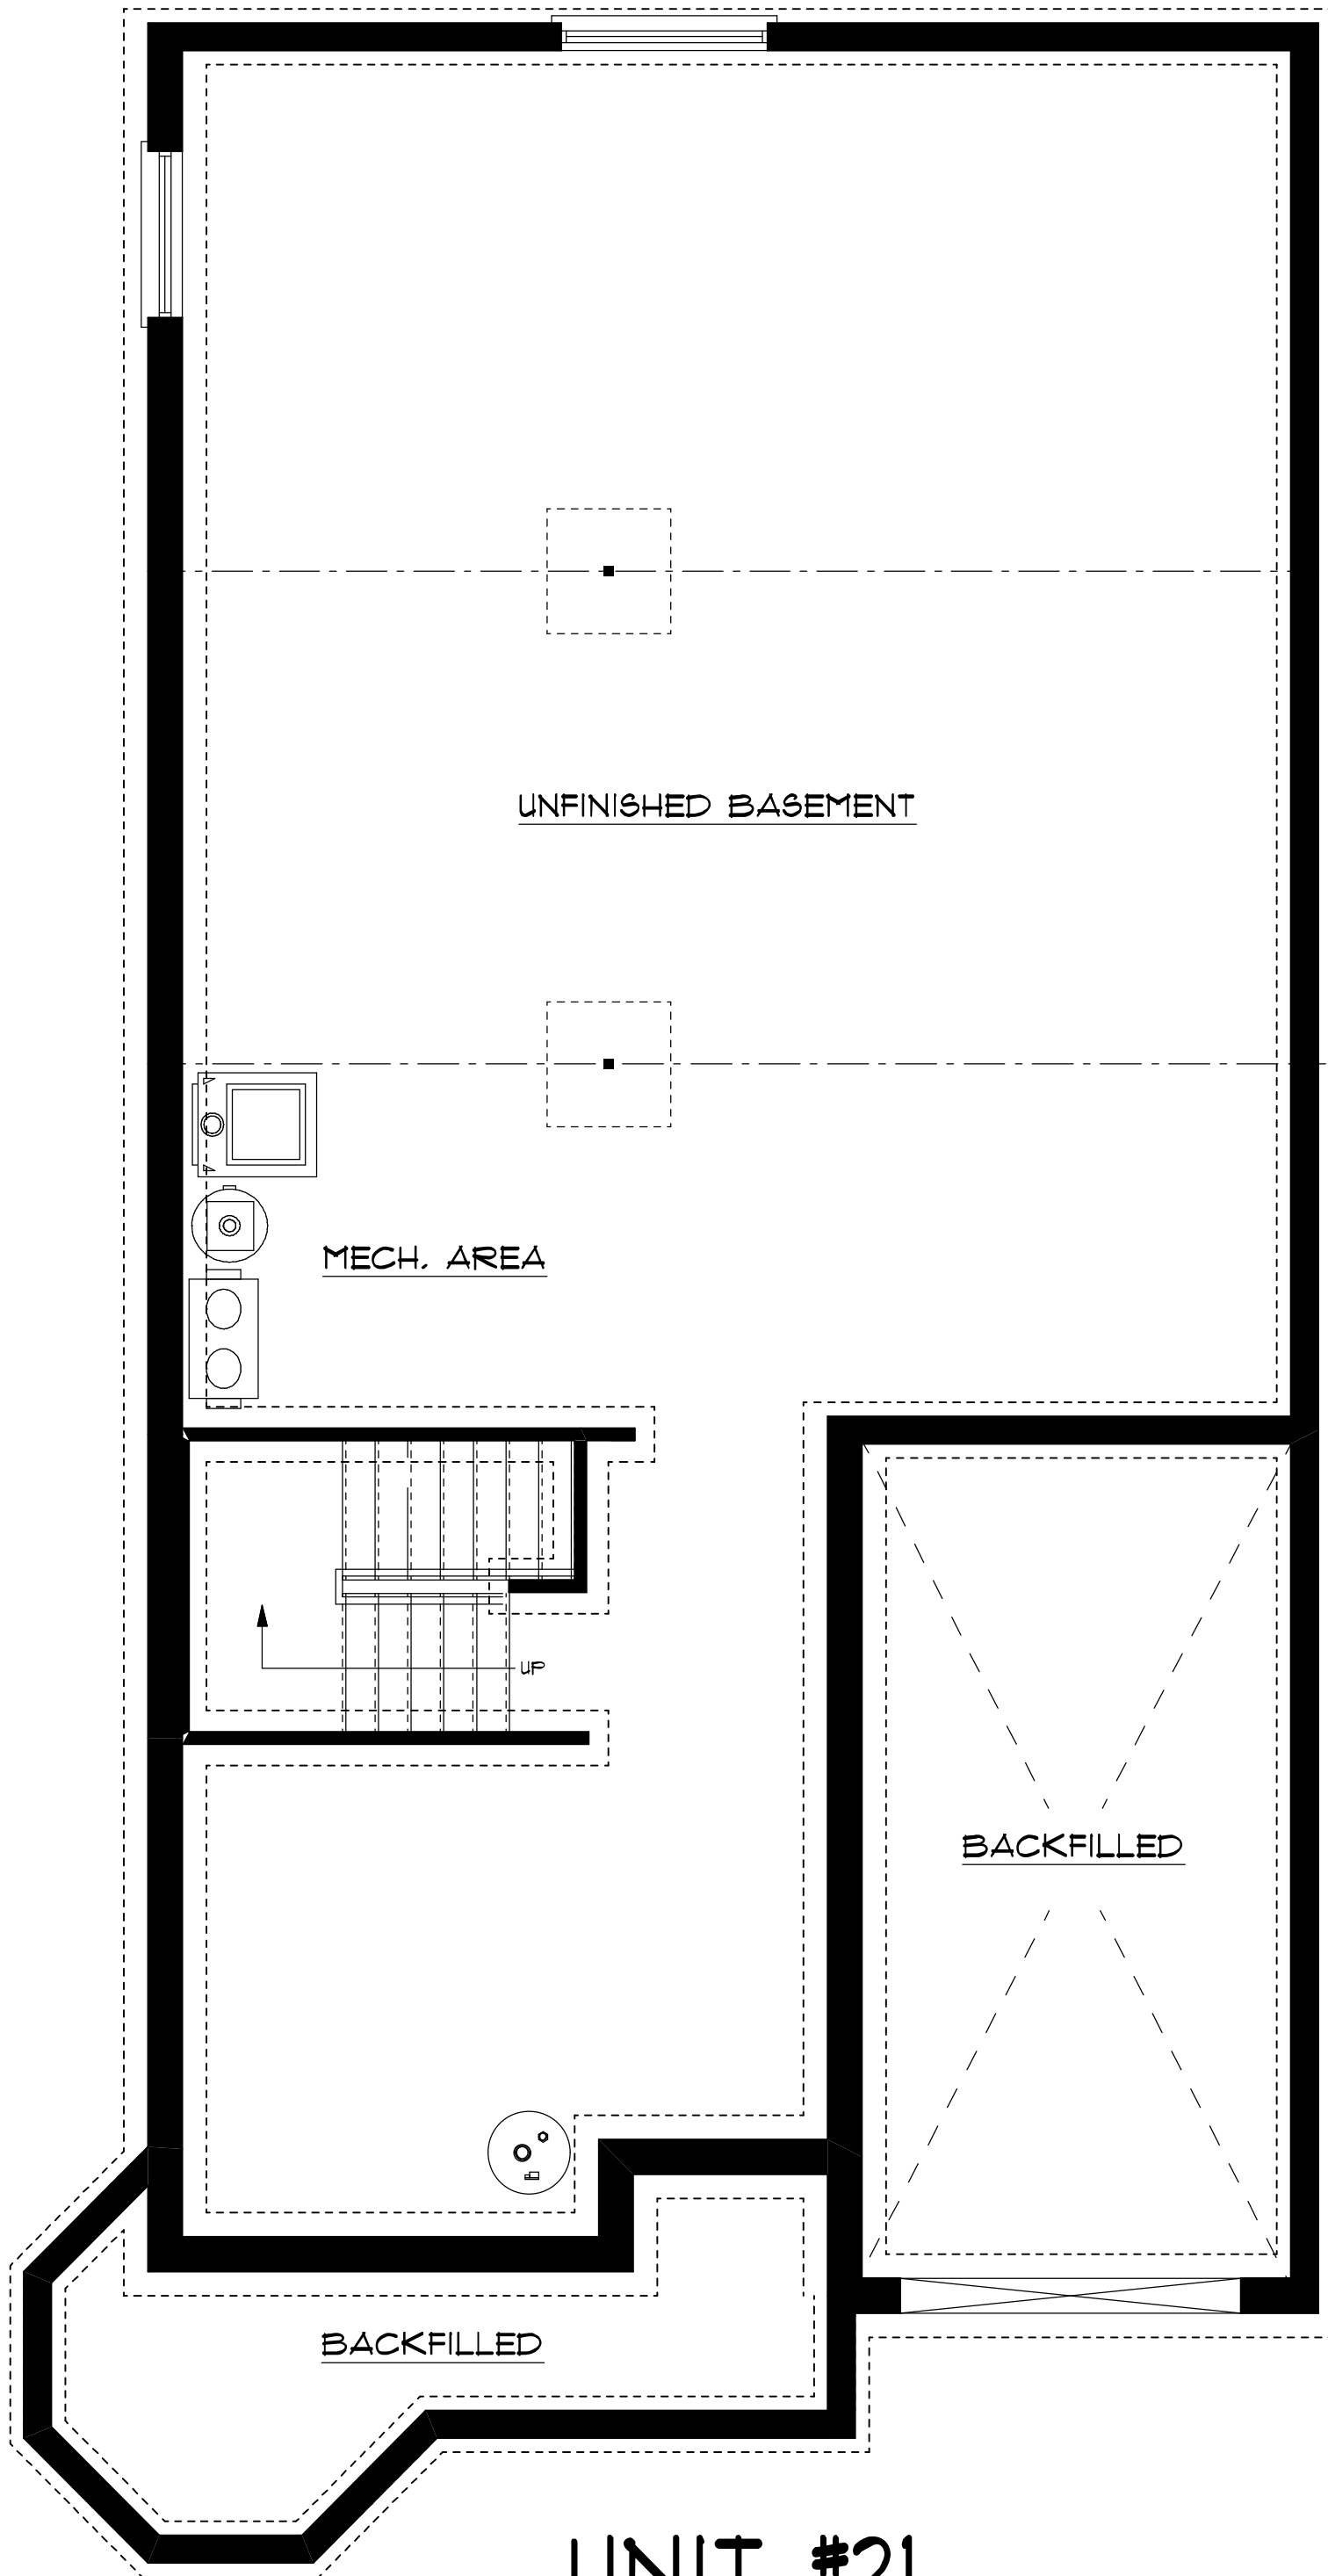 UNFINISHED BASEMENT
MECH. AREA
UP
BACKFILLED
BACKFILLED
UNIT #21